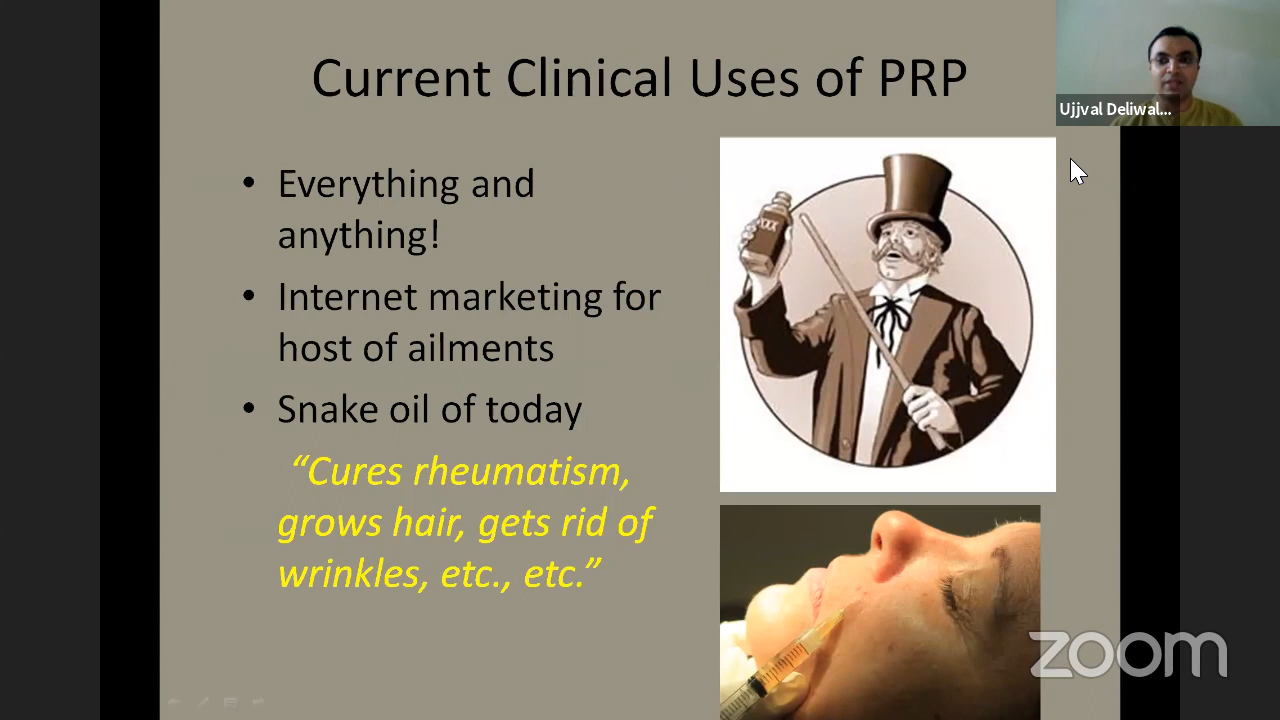 Current Clinical Uses of PRP
Ujjval Deliwal...
• Everything and
anything!
• Internet marketing for
host of ailments
• Snake oil of today
“Cures rheumatism,
grows hair, gets rid of
wrinkles, etc., etc.”
XXX
zoom